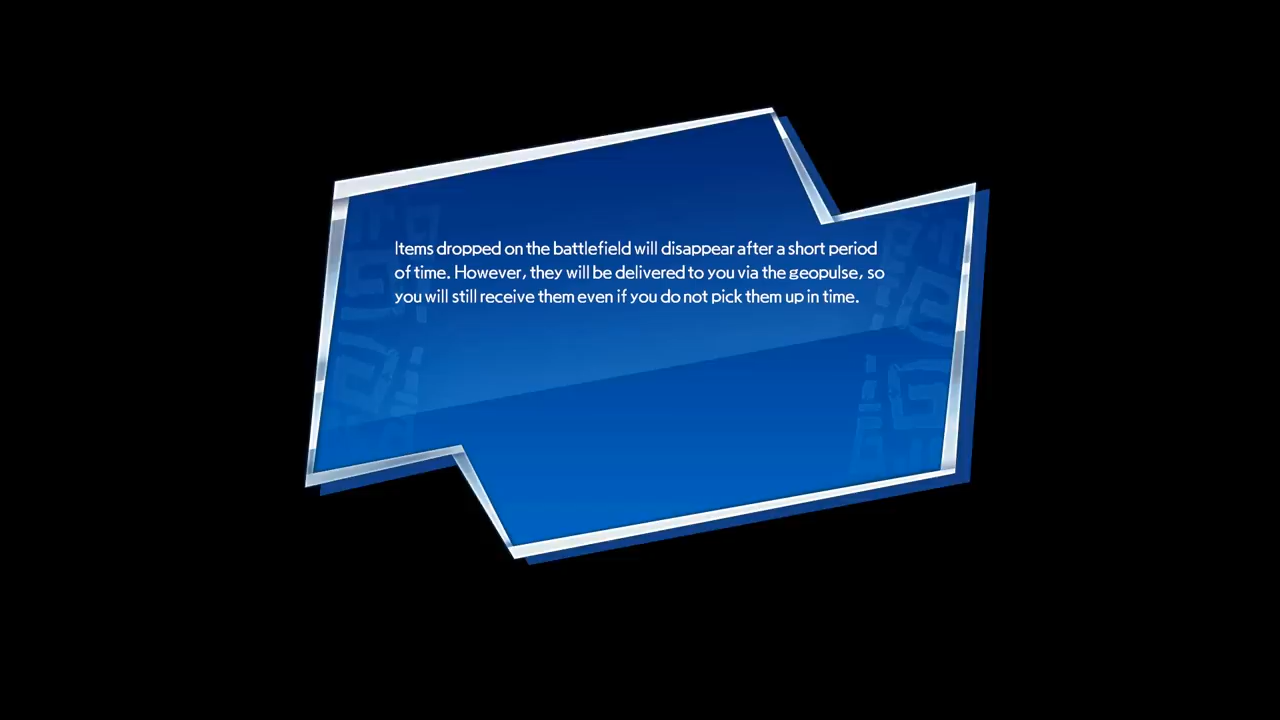 Items dropped on the battlefield will disappear after a short period
of time. However, they will be delivered to you via the geopulse, so
you will still receive them even if you do not pick them up in time.